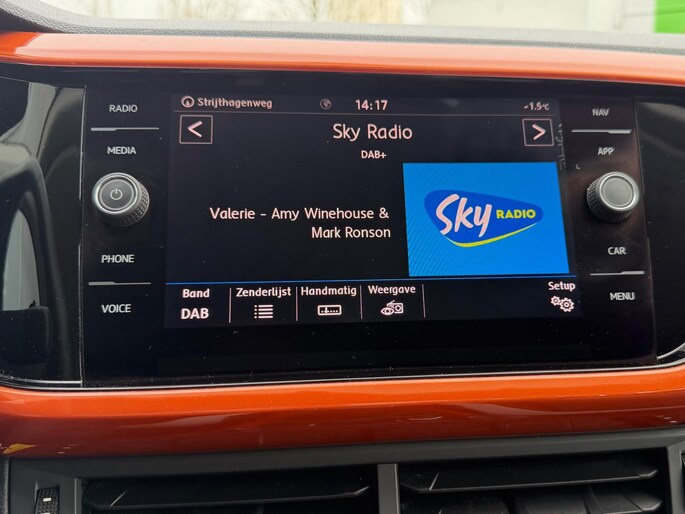 RADIO
MEDIA
PHONE
VOICE
Strijthagenweg 14:17 -1.5°C
Sky Radio
DAB+
Valerie - Amy Winehouse &
Mark Ronson
Sky RADIO
Band
DAB
Zenderlijst
Handmatig
Weergave
Setup
NAV
APP
CAR
MENU